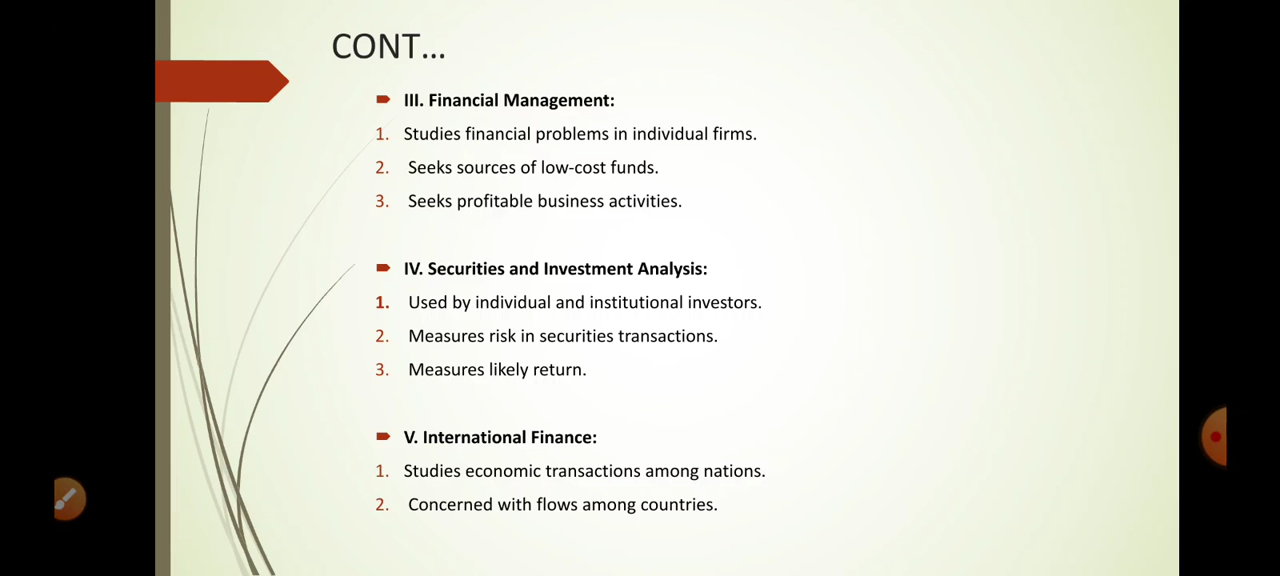 CONT...
III. Financial Management:
1. Studies financial problems in individual firms.
2. Seeks sources of low-cost funds.
3. Seeks profitable business activities.
IV. Securities and Investment Analysis:
1. Used by individual and institutional investors.
2. Measures risk in securities transactions.
3. Measures likely return.
V. International Finance:
1. Studies economic transactions among nations.
2. Concerned with flows among countries.